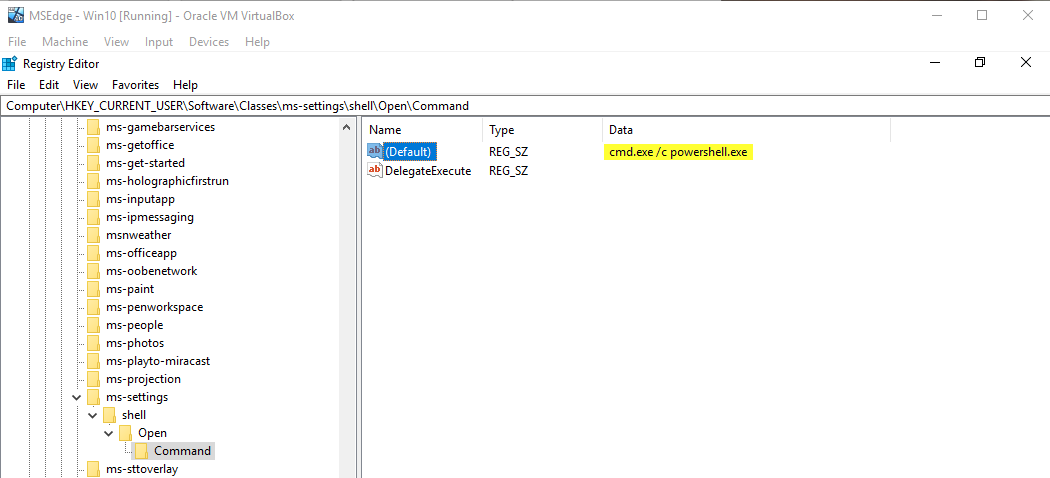 MSEdge - Win10 [Running] - Oracle VM VirtualBox
File Machine View Input Devices Help
Registry Editor
File Edit View Favorites Help
Computer\HKEY_CURRENT_USER\Software\Classes\ms-settings\shell\Open\Command
ms-gamebarservices
ms-getoffice
ms-get-started
ms-holographicfirstrun
ms-inputapp
ms-ipmessaging
msnweather
ms-officeapp
ms-oobenetwork
ms-paint
ms-penworkspace
ms-people
ms-photos
ms-playto-miracast
ms-projection
ms-settings
shell
Open
Command
ms-sttoverlay
Name Type Data
ab (Default) REG_SZ cmd.exe /c powershell.exe
ab DelegateExecute REG_SZ